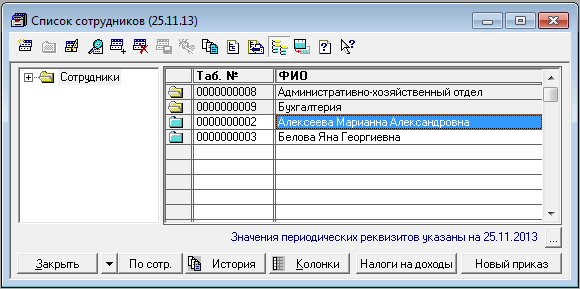 Список сотрудников (25.11.13)
Сотрудники
Таб. № ФИО
0000000008 Административно-хозяйственный отдел
0000000009 Бухгалтерия
0000000002 Алексеева Марианна Александровна
0000000003 Белова Яна Георгиевна
Значения периодических реквизитов указаны на 25.11.2013 ...
Закрыть По сотр. История Колонки Налоги на доходы Новый приказ